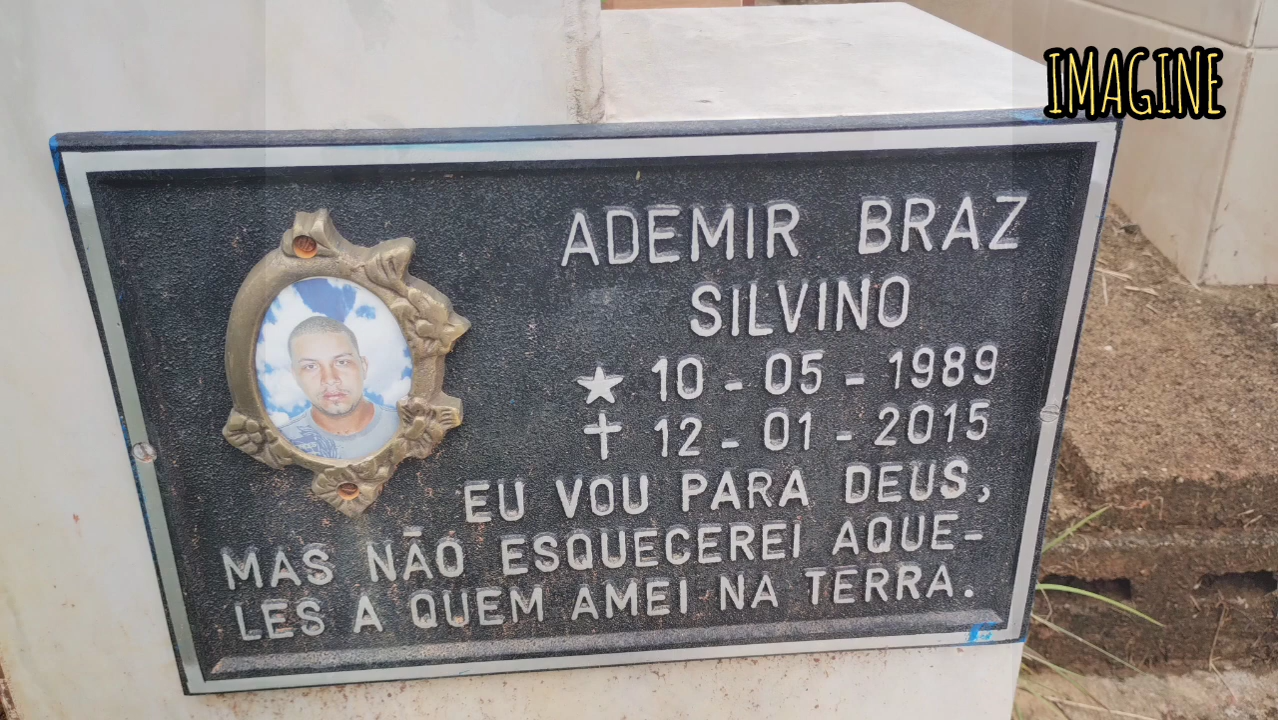 IMAGINE
ADEMIR BRAZ
SILVINO
★ 10-05-1989
✝ 12-01-2015
EU VOU PARA DEUS,
MAS NÃO ESQUECEREI AQUE-
LES A QUEM AMEI NA TERRA.